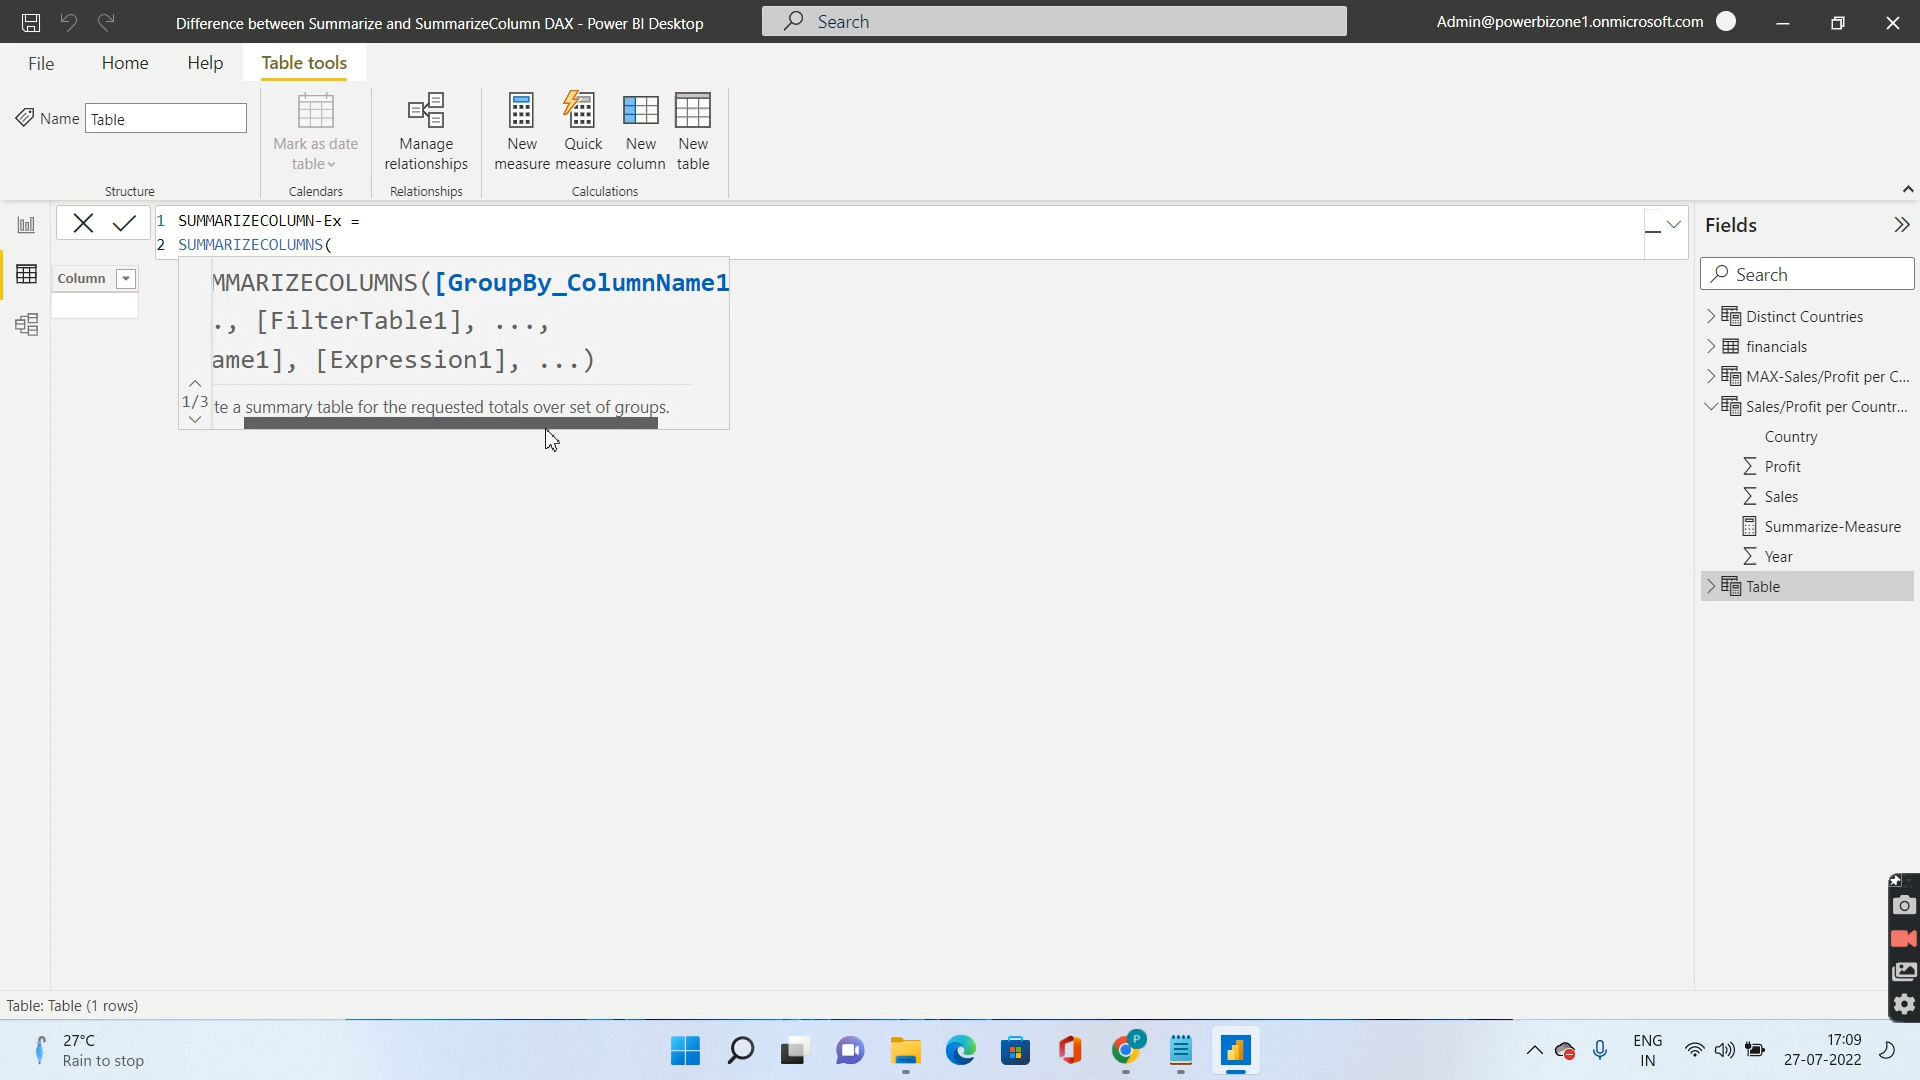 Difference between Summarize and SummarizeColumn DAX - Power BI Desktop
Search
Admin@powerbizone1.onmicrosoft.com
File
Home
Help
Table tools
Name
Table
Mark as date
table
Manage
relationships
New
measure
Quick
measure
New
column
New
table
Structure
Calendars
Relationships
Calculations
1 SUMMARIZECOLUMN-Ex =
2 SUMMARIZECOLUMNS(
MMARIZECOLUMNS([GroupBy_ColumnName1
., [FilterTable1], ...,
ame1], [Expression1], ...)
1/3
te a summary table for the requested totals over set of groups.
Column
Fields
Search
Distinct Countries
financials
MAX-Sales/Profit per C...
Sales/Profit per Countr...
Country
Profit
Sales
Summarize-Measure
Year
Table
Table: Table (1 rows)
27°C
Rain to stop
P
ENG
IN
17:09
27-07-2022